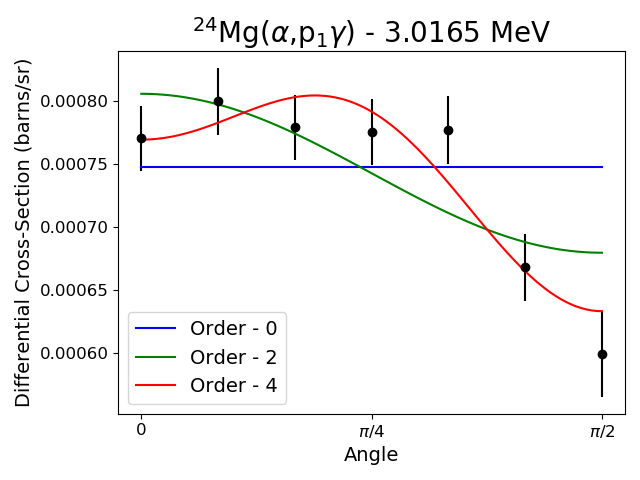 ²⁴Mg(α,p₁γ) - 3.0165 MeV
Differential Cross-Section (barns/sr)
0.00080
0.00075
0.00070
0.00065
0.00060
Order - 0
Order - 2
Order - 4
0
π/4
π/2
Angle